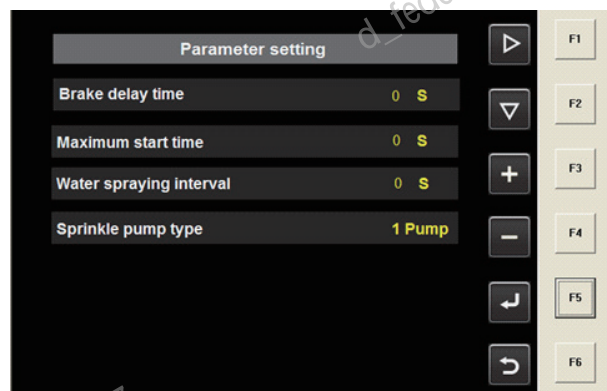 Parameter setting
Brake delay time 0 S
Maximum start time 0 S
Water spraying interval 0 S
Sprinkle pump type 1 Pump
F1
F2
F3
F4
F5
F6